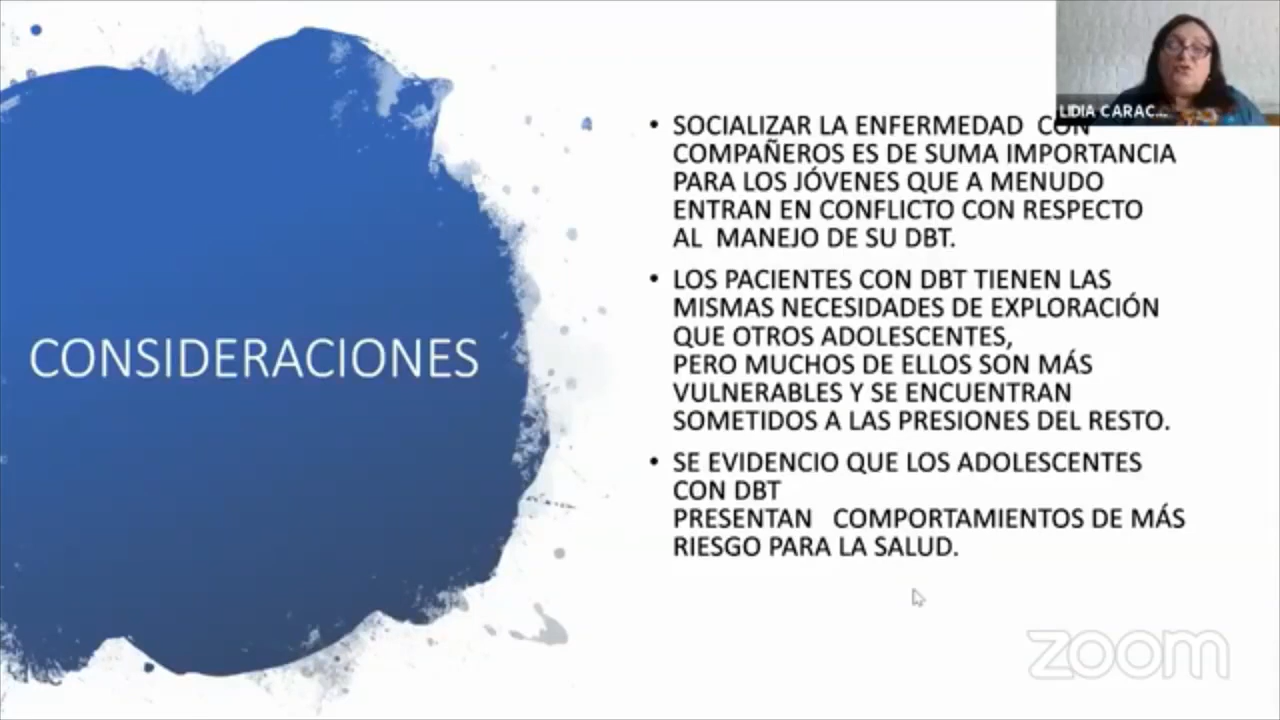 LIDIA CARAC...
CONSIDERACIONES
• SOCIALIZAR LA ENFERMEDAD CON
COMPAÑEROS ES DE SUMA IMPORTANCIA
PARA LOS JÓVENES QUE A MENUDO
ENTRAN EN CONFLICTO CON RESPECTO
AL MANEJO DE SU DBT.
• LOS PACIENTES CON DBT TIENEN LAS
MISMAS NECESIDADES DE EXPLORACIÓN
QUE OTROS ADOLESCENTES,
PERO MUCHOS DE ELLOS SON MÁS
VULNERABLES Y SE ENCUENTRAN
SOMETIDOS A LAS PRESIONES DEL RESTO.
• SE EVIDENCIO QUE LOS ADOLESCENTES
CON DBT
PRESENTAN COMPORTAMIENTOS DE MÁS
RIESGO PARA LA SALUD.
zoom